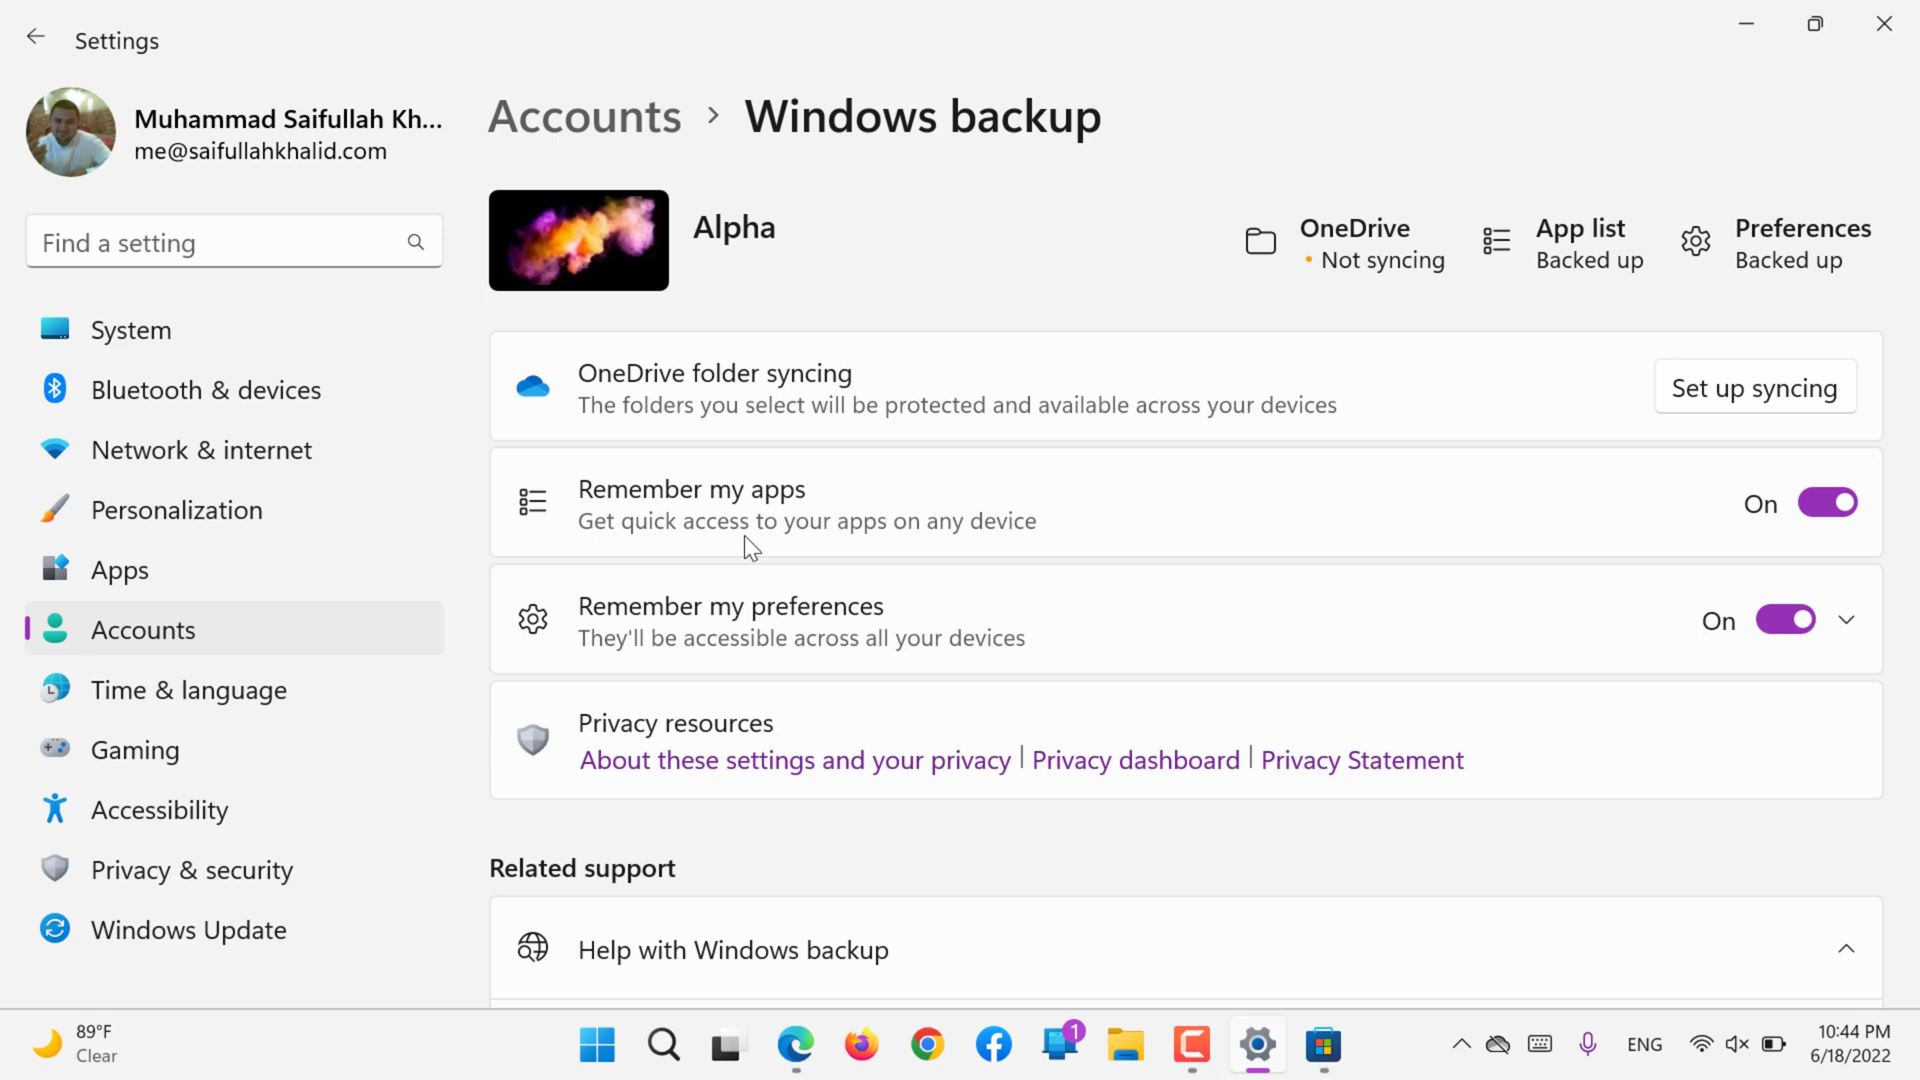 Settings
Muhammad Saifullah Kh...
me@saifullahkhalid.com
Find a setting
System
Bluetooth & devices
Network & internet
Personalization
Apps
Accounts
Time & language
Gaming
Accessibility
Privacy & security
Windows Update
Accounts > Windows backup
Alpha
OneDrive
• Not syncing
App list
Backed up
Preferences
Backed up
OneDrive folder syncing
The folders you select will be protected and available across your devices
Set up syncing
Remember my apps
Get quick access to your apps on any device
On
Remember my preferences
They'll be accessible across all your devices
On
Privacy resources
About these settings and your privacy | Privacy dashboard | Privacy Statement
Related support
Help with Windows backup
89°F
Clear
1
ENG
10:44 PM
6/18/2022